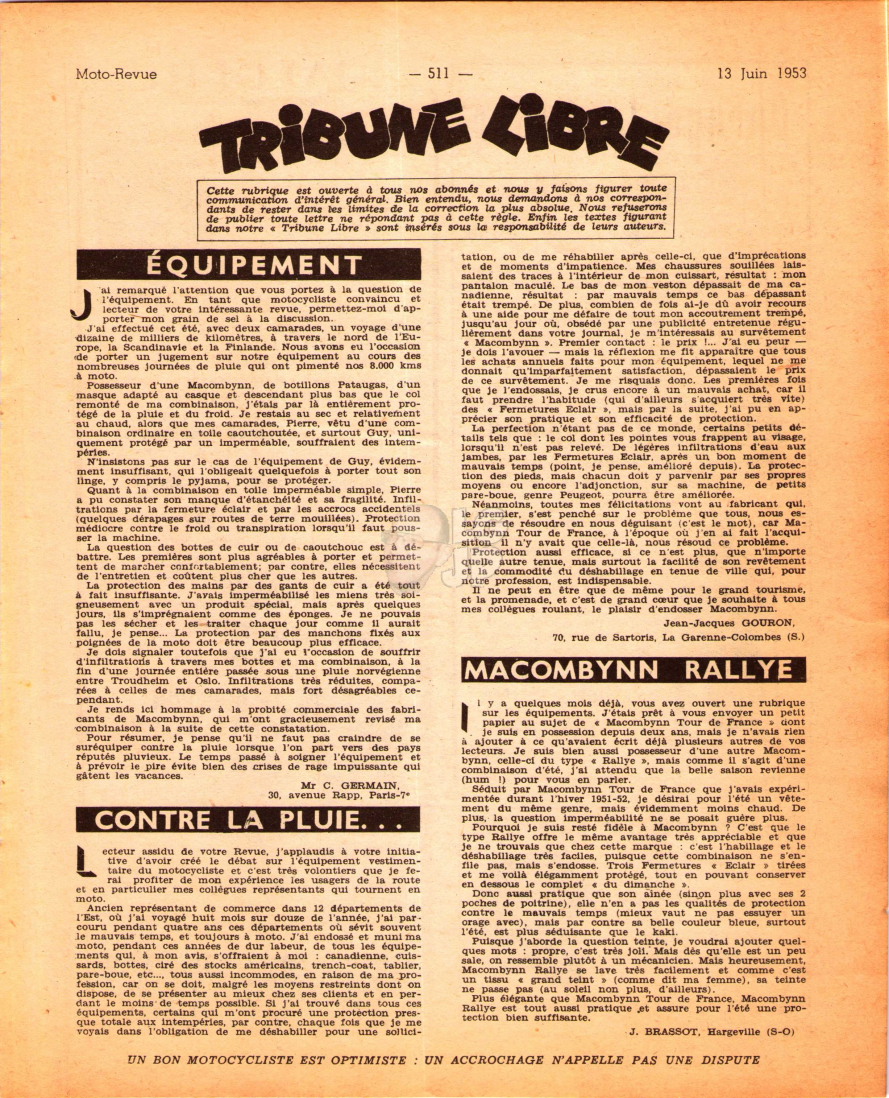 Moto-Revue
— 511 —
13 Juin 1953
TRIBUNE LIBRE
Cette rubrique est ouverte à tous nos abonnés et nous y faisons figurer toute
communication d'intérêt général. Bien entendu, nous demandons à nos correspon-
dants de rester dans les limites de la correction la plus absolue. Nous refuserons
de publier toute lettre ne répondant pas à cette règle. Enfin les textes figurant
dans notre « Tribune Libre » sont insérés sous la responsabilité de leurs auteurs.
ÉQUIPEMENT
J'ai remarqué l'attention que vous portez à la question de
l'équipement. En tant que motocycliste convaincu et
lecteur de votre intéressante revue, permettez-moi d'ap-
porter mon grain de sel à la discussion.
J'ai effectué cet été, avec deux camarades, un voyage d'une
dizaine de milliers de kilomètres, à travers le nord de l'Eu-
rope, la Scandinavie et la Finlande. Nous avons eu l'occasion
de porter un jugement sur notre équipement au cours des
nombreuses journées de pluie qui ont pimenté nos 8.000 kms
à moto.
Possesseur d'une Macombynn, de botillons Pataugas, d'un
masque adapté au casque et descendant plus bas que le col
remonté de ma combinaison, j'étais par là entièrement pro-
tégé de la pluie et du froid. Je restais au sec et relativement
au chaud, alors que mes camarades, Pierre, vêtu d'une com-
binaison ordinaire en toile caoutchoutée, et surtout Guy, uni-
quement protégé par un imperméable, souffraient des intem-
péries.
N'insistons pas sur le cas de l'équipement de Guy, évidem-
ment insuffisant, qui l'obligeait quelquefois à porter tout son
linge, y compris le pyjama, pour se protéger.
Quant à la combinaison en toile imperméable simple, Pierre
a pu constater son manque d'étanchéité et sa fragilité. Infil-
trations par la fermeture éclair et par les accrocs accidentels
(quelques dérapages sur routes de terre mouillées). Protection
médiocre contre le froid ou transpiration lorsqu'il faut pous-
ser la machine.
La question des bottes de cuir ou de caoutchouc est à dé-
battre. Les premières sont plus agréables à porter et permet-
tent de marcher confortablement; par contre, elles nécessitent
de l'entretien et coûtent plus cher que les autres.
La protection des mains par des gants de cuir a été tout
à fait insuffisante. J'avais imperméabilisé les miens très soi-
gneusement avec un produit spécial, mais après quelques
jours, ils s'imprégnaient comme des éponges. Je ne pouvais
pas les sécher et les traiter chaque jour comme il aurait
fallu, je pense... La protection par des manchons fixés aux
poignées de la moto doit être beaucoup plus efficace.
Je dois signaler toutefois que j'ai eu l'occasion de souffrir
d'infiltrations à travers mes bottes et ma combinaison, à la
fin d'une journée entière passée sous une pluie norvégienne
entre Troudheim et Oslo. Infiltrations très réduites, compa-
rées à celles de mes camarades, mais fort désagréables ce-
pendant.
Je rends ici hommage à la probité commerciale des fabri-
cants de Macombynn, qui m'ont gracieusement revisé ma
combinaison à la suite de cette constatation.
Pour résumer, je pense qu'il ne faut pas craindre de se
suréquiper contre la pluie lorsque l'on part vers des pays
réputés pluvieux. Le temps passé à soigner l'équipement et
à prévoir le pire évite bien des crises de rage impuissante qui
gâtent les vacances.
Mr C. GERMAIN,
30, avenue Rapp, Paris-7e
CONTRE LA PLUIE...
Lecteur assidu de votre Revue, j'applaudis à votre initia-
tive d'avoir créé le débat sur l'équipement vestimen-
taire du motocycliste et c'est très volontiers que je fe-
rai profiter de mon expérience les usagers de la route
et en particulier mes collègues représentants qui tournent en
moto.
Ancien représentant de commerce dans 12 départements de
l'Est, où j'ai voyagé huit mois sur douze de l'année, j'ai par-
couru pendant quatre ans ces départements où sévit souvent
le mauvais temps, et toujours à moto. J'ai endossé et muni ma
moto, pendant ces années de dur labeur, de tous les équipe-
ments qui, à mon avis, s'offraient à moi : canadienne, cuis-
sards, bottes, ciré des stocks américains, trench-coat, tablier,
pare-boue, etc..., tous aussi incommodes, en raison de ma pro-
fession, car on se doit, malgré les moyens restreints dont on
dispose, de se présenter au mieux chez ses clients et en per-
dant le moins de temps possible. Si j'ai trouvé dans tous ces
équipements, certains qui m'ont procuré une protection pres-
que totale aux intempéries, par contre, chaque fois que je me
voyais dans l'obligation de me déshabiller pour une sollici-
tation, ou de me réhabiller après celle-ci, que d'imprécations
et de moments d'impatience. Mes chaussures souillées lais-
saient des traces à l'intérieur de mon cuissart, résultat : mon
pantalon maculé. Le bas de mon veston dépassait de ma ca-
nadienne, résultat : par mauvais temps ce bas dépassant
était trempé. De plus, combien de fois ai-je dû avoir recours
à une aide pour me défaire de tout mon accoutrement trempé,
jusqu'au jour où, obsédé par une publicité entretenue régu-
lièrement dans votre journal, je m'intéressais au survêtement
« Macombynn ». Premier contact : le prix !... J'ai eu peur —
je dois l'avouer — mais la réflexion me fit apparaître que tous
les achats annuels faits pour mon équipement, lequel ne me
donnait qu'imparfaitement satisfaction, dépassaient le prix
de ce survêtement. Je me risquais donc. Les premières fois
que je l'endossais, je crus encore à un mauvais achat, car il
faut prendre l'habitude (qui d'ailleurs s'acquiert très vite)
des « Fermetures Eclair », mais par la suite, j'ai pu en ap-
précier son pratique et son efficacité de protection.
La perfection n'étant pas de ce monde, certains petits dé-
tails tels que : le col dont les pointes vous frappent au visage,
lorsqu'il n'est pas relevé. De légères infiltrations d'eau aux
jambes, par les Fermetures Eclair, après un bon moment de
mauvais temps (point, je pense, amélioré depuis). La protec-
tion des pieds, mais chacun doit y parvenir par ses propres
moyens ou encore l'adjonction, sur sa machine, de petits
pare-boue, genre Peugeot, pourra être améliorée.
Néanmoins, toutes mes félicitations vont au fabricant qui,
le premier, s'est penché sur le problème que tous, nous es-
sayons de résoudre en nous déguisant (c'est le mot), car Ma-
combynn Tour de France, à l'époque où j'en ai fait l'acqui-
sition il n'y avait que celle-là, nous résoud ce problème.
Protection aussi efficace, si ce n'est plus, que n'importe
quelle autre tenue, mais surtout la facilité de son revêtement
et la commodité du déshabillage en tenue de ville qui, pour
notre profession, est indispensable.
Il ne peut en être que de même pour le grand tourisme,
et la promenade, et c'est de grand cœur que je souhaite à tous
mes collègues roulant, le plaisir d'endosser Macombynn.
Jean-Jacques GOURON,
70, rue de Sartoris, La Garenne-Colombes (S.)
MACOMBYNN RALLYE
Il y a quelques mois déjà, vous avez ouvert une rubrique
sur les équipements. J'étais prêt à vous envoyer un petit
papier au sujet de « Macombynn Tour de France » dont
je suis en possession depuis deux ans, mais je n'avais rien
à ajouter à ce qu'avaient écrit déjà plusieurs autres de vos
lecteurs. Je suis bien aussi possesseur d'une autre Macom-
bynn, celle-ci du type « Rallye », mais comme il s'agit d'une
combinaison d'été, j'ai attendu que la belle saison revienne
(hum !) pour vous en parler.
Séduit par Macombynn Tour de France que j'avais expéri-
mentée durant l'hiver 1951-52, je désirai pour l'été un vête-
ment du même genre, mais évidemment moins chaud. De
plus, la question imperméabilité ne se posait guère plus.
Pourquoi je suis resté fidèle à Macombynn ? C'est que le
type Rallye offre le même avantage très appréciable et que
je ne trouvais que chez cette marque : c'est l'habillage et le
déshabillage très faciles, puisque cette combinaison ne s'en-
file pas, mais s'endosse. Trois Fermetures « Eclair » tirées
et me voilà élégamment protégé, tout en pouvant conserver
en dessous le complet « du dimanche ».
Donc aussi pratique que son aînée (sinon plus avec ses 2
poches de poitrine), elle n'en a pas les qualités de protection
contre le mauvais temps (mieux vaut ne pas essuyer un
orage avec), mais par contre sa belle couleur bleue, surtout
l'été, est plus séduisante que le kaki.
Puisque j'aborde la question teinte, je voudrai ajouter quel-
ques mots : propre, c'est très joli. Mais dès qu'elle est un peu
sale, on ressemble plutôt à un mécanicien. Mais heureusement,
Macombynn Rallye se lave très facilement et comme c'est
un tissu « grand teint » (comme dit ma femme), sa teinte
ne passe pas (au soleil non plus, d'ailleurs).
Plus élégante que Macombynn Tour de France, Macombynn
Rallye est tout aussi pratique et assure pour l'été une pro-
tection bien suffisante.
J. BRASSOT, Hargeville (S-O)
UN BON MOTOCYCLISTE EST OPTIMISTE : UN ACCROCHAGE N'APPELLE PAS UNE DISPUTE